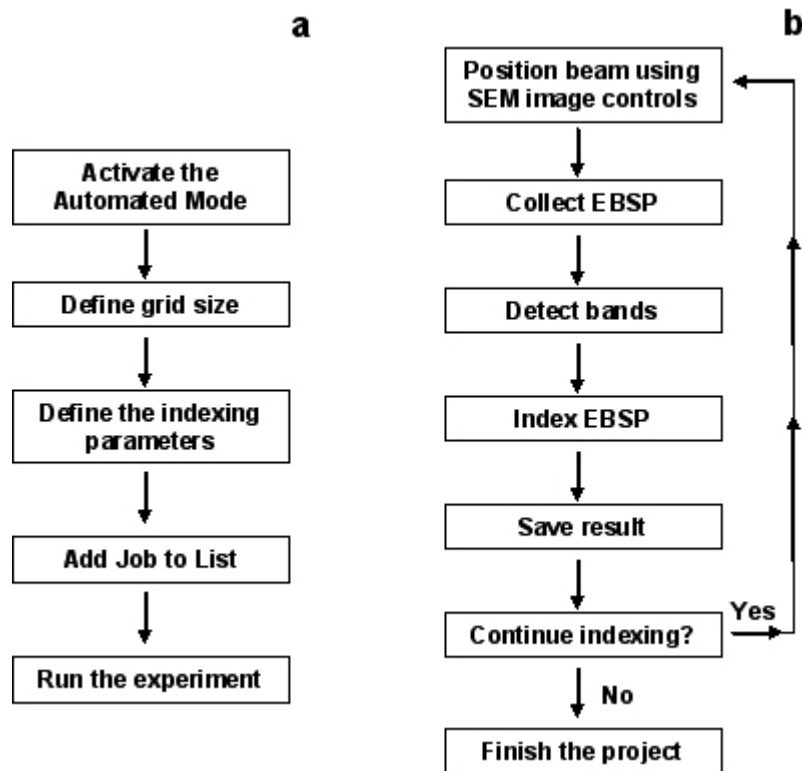 a
Activate the
Automated Mode
Define grid size
Define the indexing
parameters
Add Job to List
Run the experiment
b
Position beam using
SEM image controls
Collect EBSP
Detect bands
Index EBSP
Save result
Continue indexing?
Yes
No
Finish the project